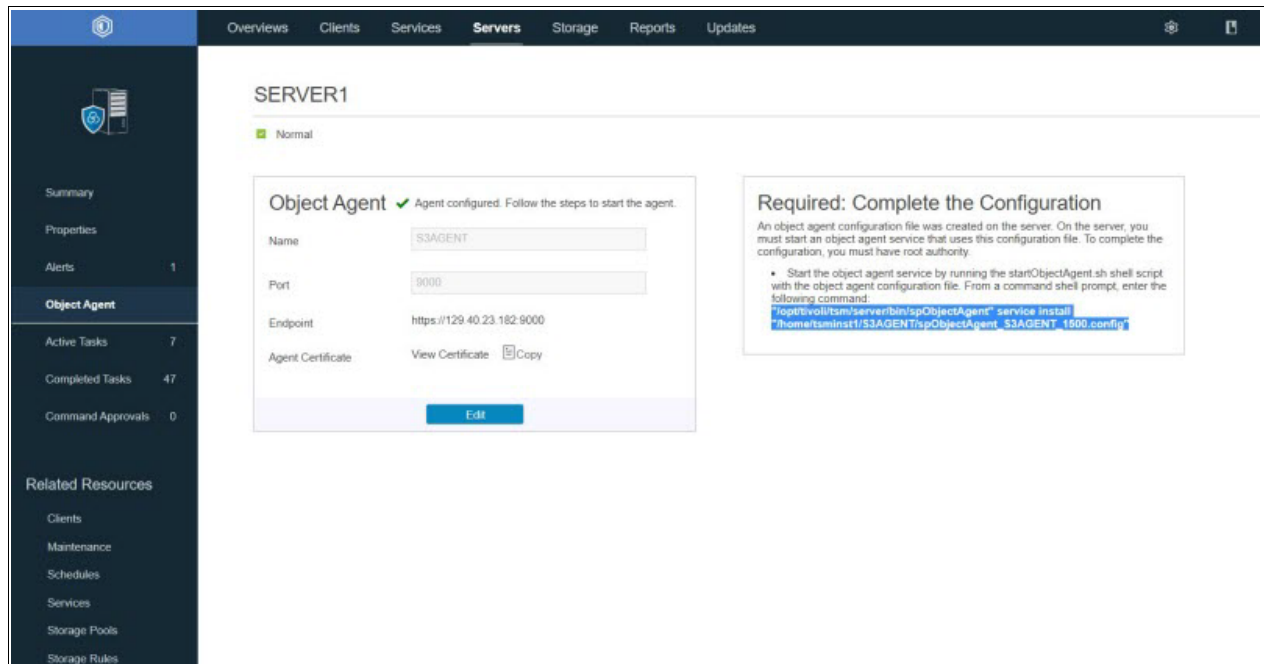 Overviews Clients Services Servers Storage Reports Updates
SERVER1
Normal
Summary
Properties
Alerts 1
Object Agent
Active Tasks 7
Completed Tasks 47
Command Approvals 0
Related Resources
Clients
Maintenance
Schedules
Services
Storage Pools
Storage Rules
Object Agent Agent configured. Follow the steps to start the agent.
Name S3AGENT
Port 9000
Endpoint https://129.40.23.182:9000
Agent Certificate View Certificate Copy
Edit
Required: Complete the Configuration
An object agent configuration file was created on the server. On the server, you
must start an object agent service that uses this configuration file. To complete the
configuration, you must have root authority.
• Start the object agent service by running the startObjectAgent.sh shell script
with the object agent configuration file. From a command shell prompt, enter the
following command:
"/opt/tivoli/tsm/server/bin/spObjectAgent" service install
"/home/tsminst1/S3AGENT/spObjectAgent_S3AGENT_1500.config"